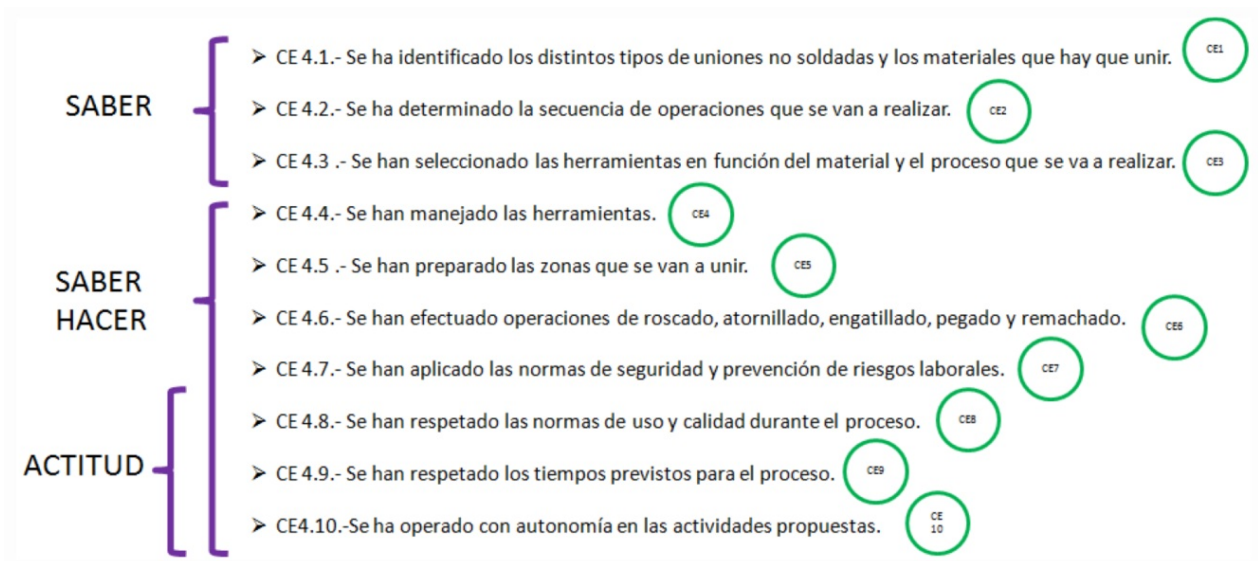 ➢ CE 4.1.- Se ha identificado los distintos tipos de uniones no soldadas y los materiales que hay que unir. CE1
SABER
➢ CE 4.2.- Se ha determinado la secuencia de operaciones que se van a realizar. CE2
➢ CE 4.3 .- Se han seleccionado las herramientas en función del material y el proceso que se va a realizar. CE3
➢ CE 4.4.- Se han manejado las herramientas. CE4
➢ CE 4.5 .- Se han preparado las zonas que se van a unir. CE5
SABER
HACER
➢ CE 4.6.- Se han efectuado operaciones de roscado, atornillado, engatillado, pegado y remachado. CE6
➢ CE 4.7.- Se han aplicado las normas de seguridad y prevención de riesgos laborales. CE7
➢ CE 4.8.- Se han respetado las normas de uso y calidad durante el proceso. CE8
ACTITUD
➢ CE 4.9.- Se han respetado los tiempos previstos para el proceso. CE9
➢ CE4.10.-Se ha operado con autonomía en las actividades propuestas. CE
10